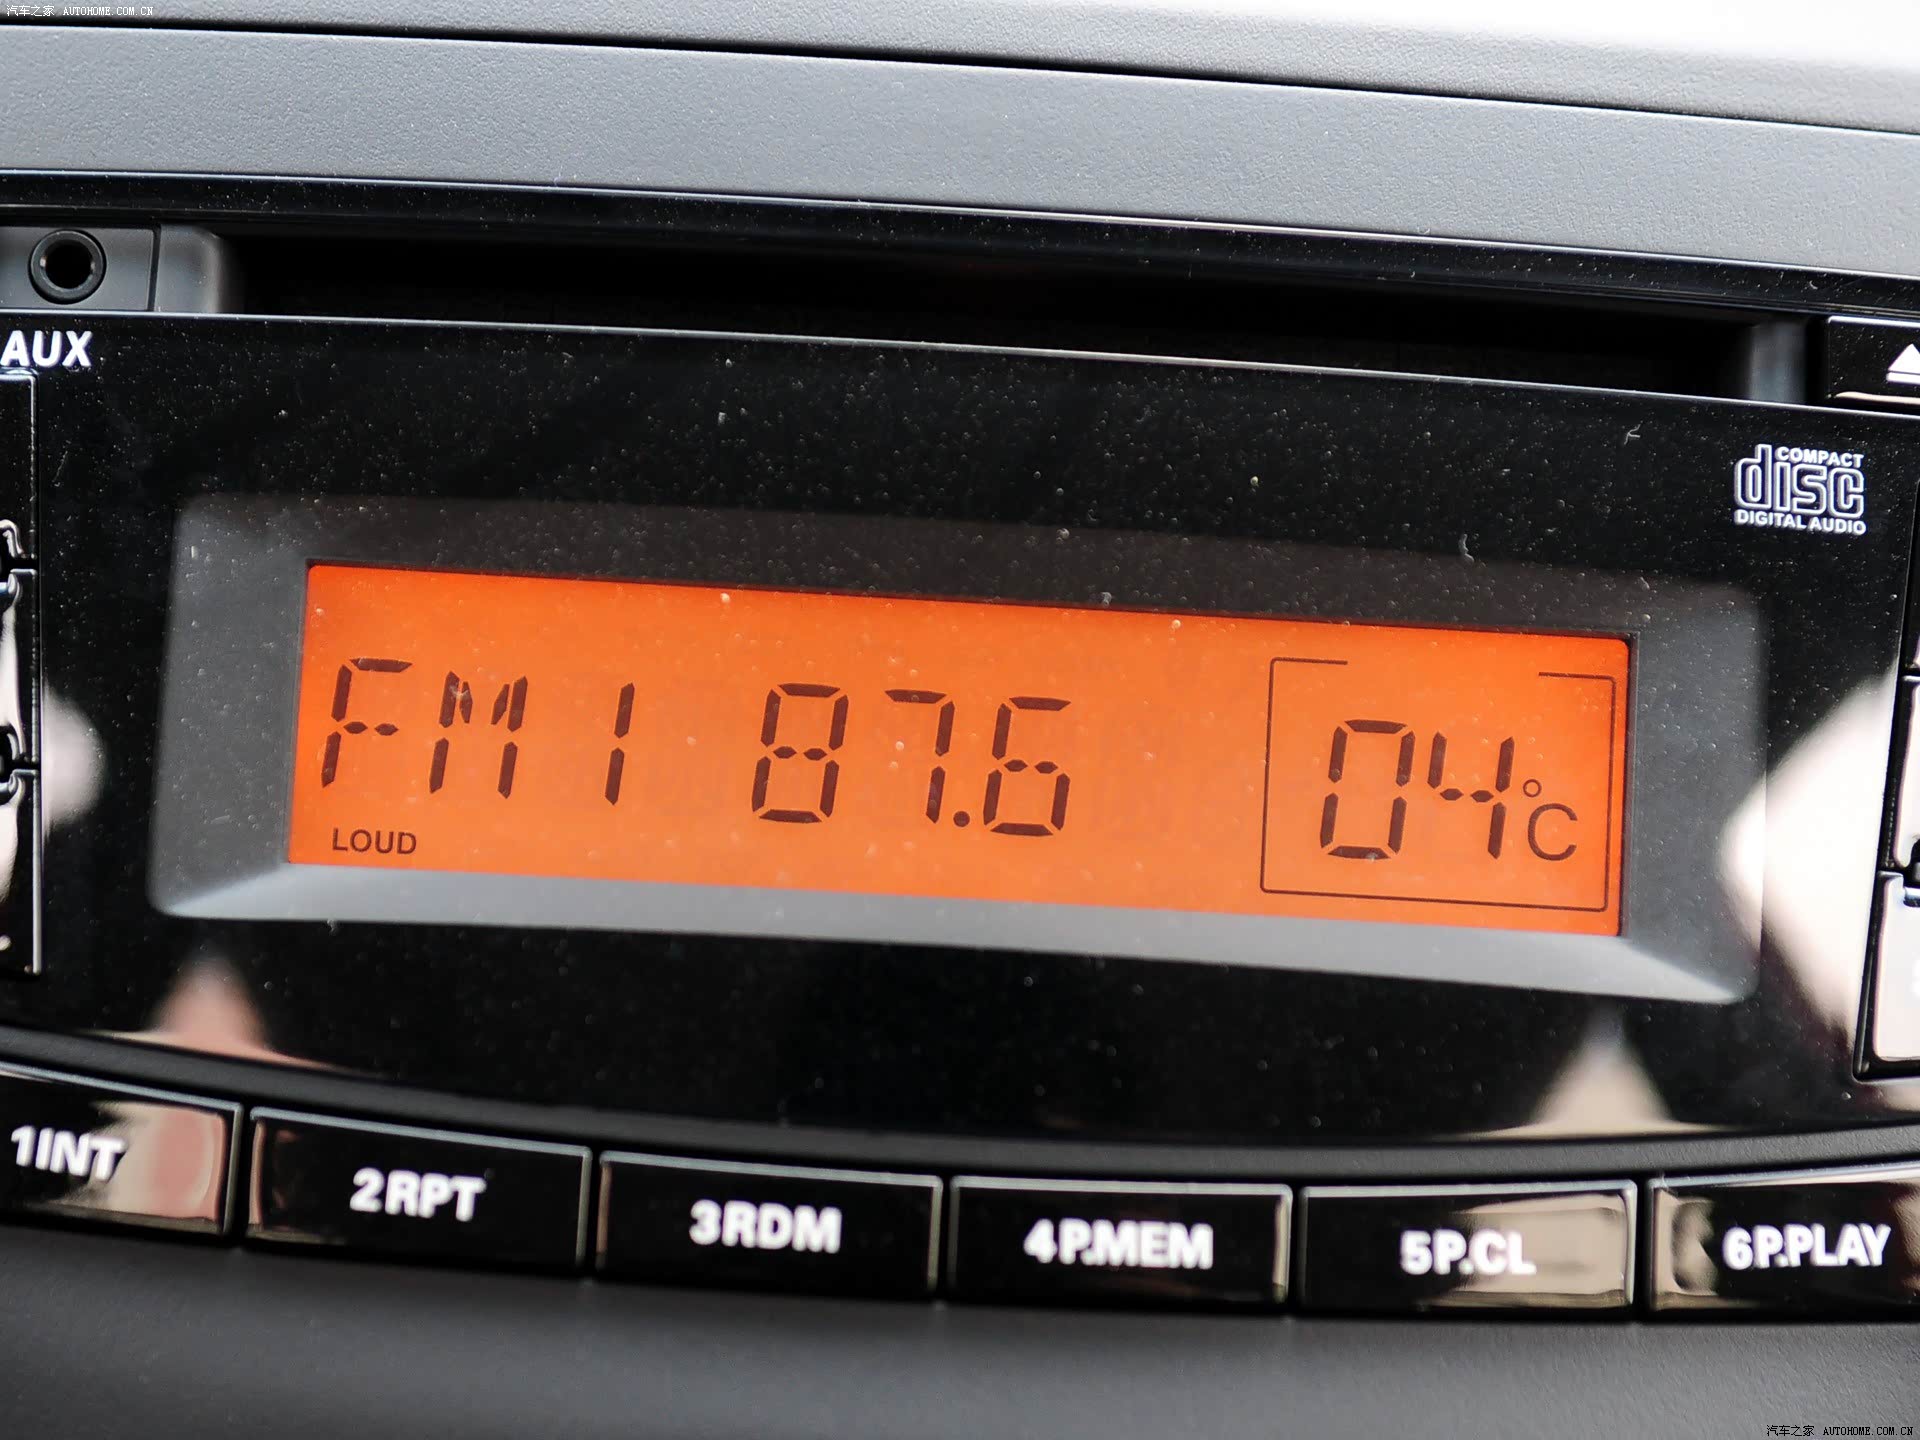 汽车之家 AUTOHOME.COM.CN
AUX
COMPACT
disc
DIGITAL AUDIO
FM1 87.6 04°C
LOUD
1INT 2RPT 3RDM 4P.MEM 5P.CL 6P.PLAY
汽车之家 AUTOHOME.COM.CN